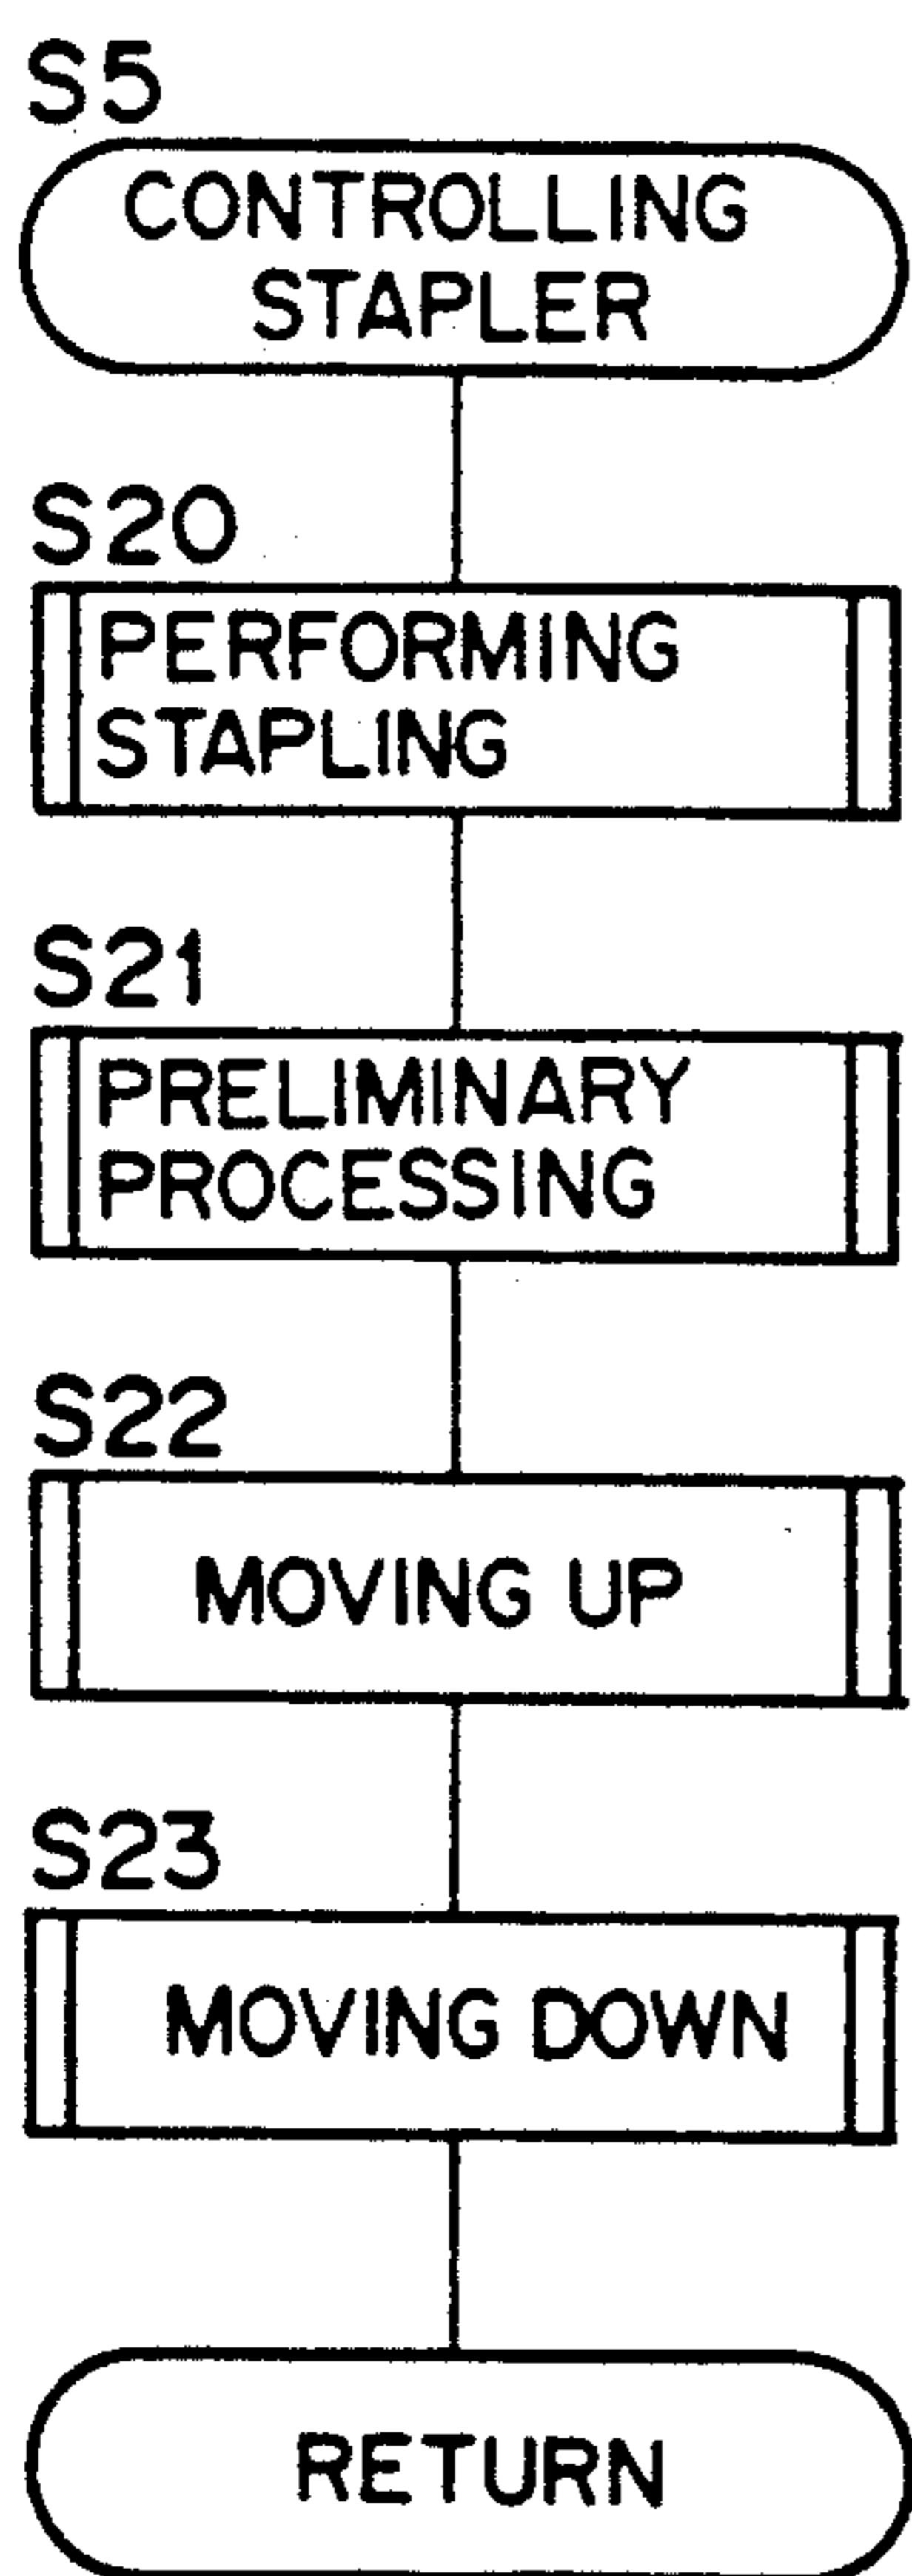 S5
CONTROLLING
STAPLER
S20
PERFORMING
STAPLING
S21
PRELIMINARY
PROCESSING
S22
MOVING UP
S23
MOVING DOWN
RETURN